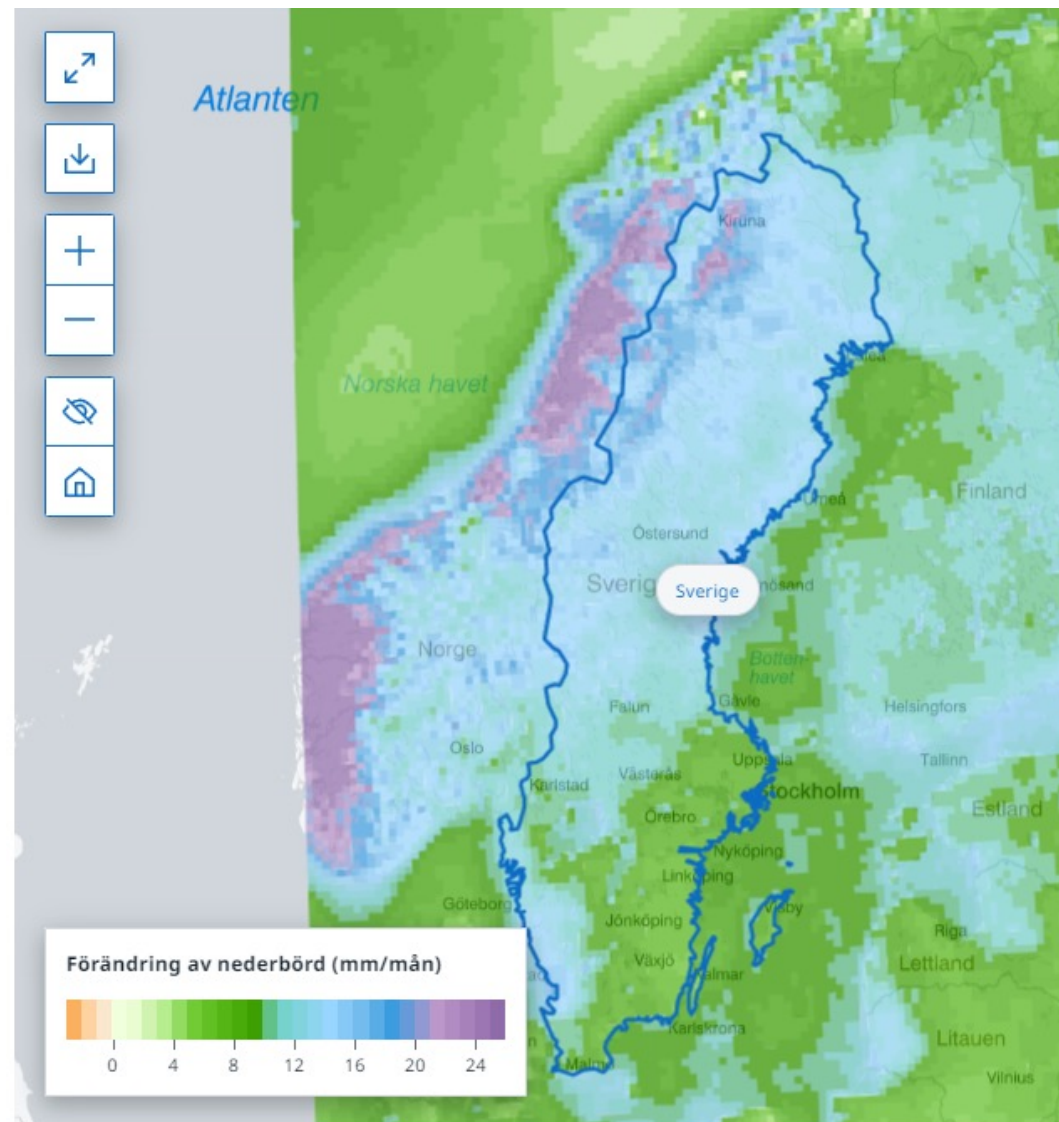 Atlanten
Kiruna
Norska havet
Umeå
Finland
Östersund
Sverige
Norge
Botten-
havet
Gävle
Falun
Helsingfors
Oslo
Uppsala
Tallinn
Karlstad
Västerås
Stockholm
Örebro
Estland
Nyköping
Linköping
Göteborg
Visby
Jönköping
Riga
Växjö
Kalmar
Lettland
Karlskrona
Litauen
Malmö
Vilnius
Förändring av nederbörd (mm/mån)
0 4 8 12 16 20 24